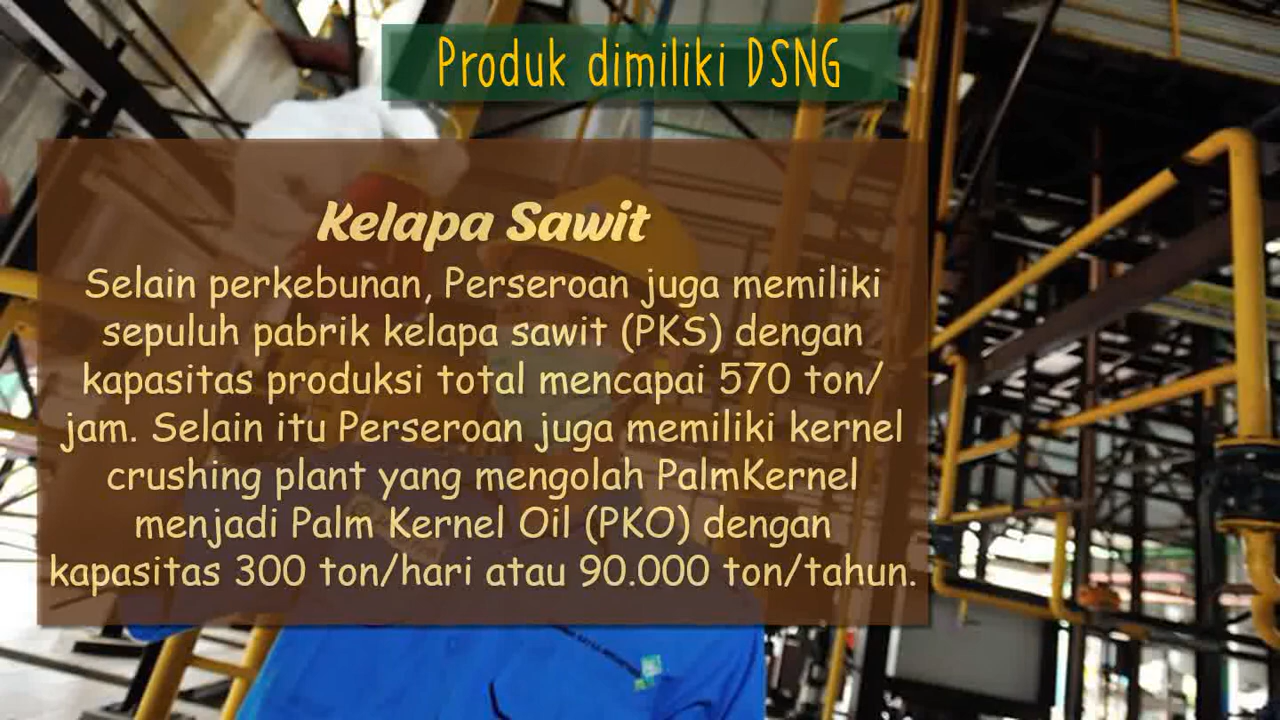 Produk dimiliki DSNG
Kelapa Sawit
Selain perkebunan, Perseroan juga memiliki
sepuluh pabrik kelapa sawit (PKS) dengan
kapasitas produksi total mencapai 570 ton/
jam. Selain itu Perseroan juga memiliki kernel
crushing plant yang mengolah PalmKernel
menjadi Palm Kernel Oil (PKO) dengan
kapasitas 300 ton/hari atau 90.000 ton/tahun.